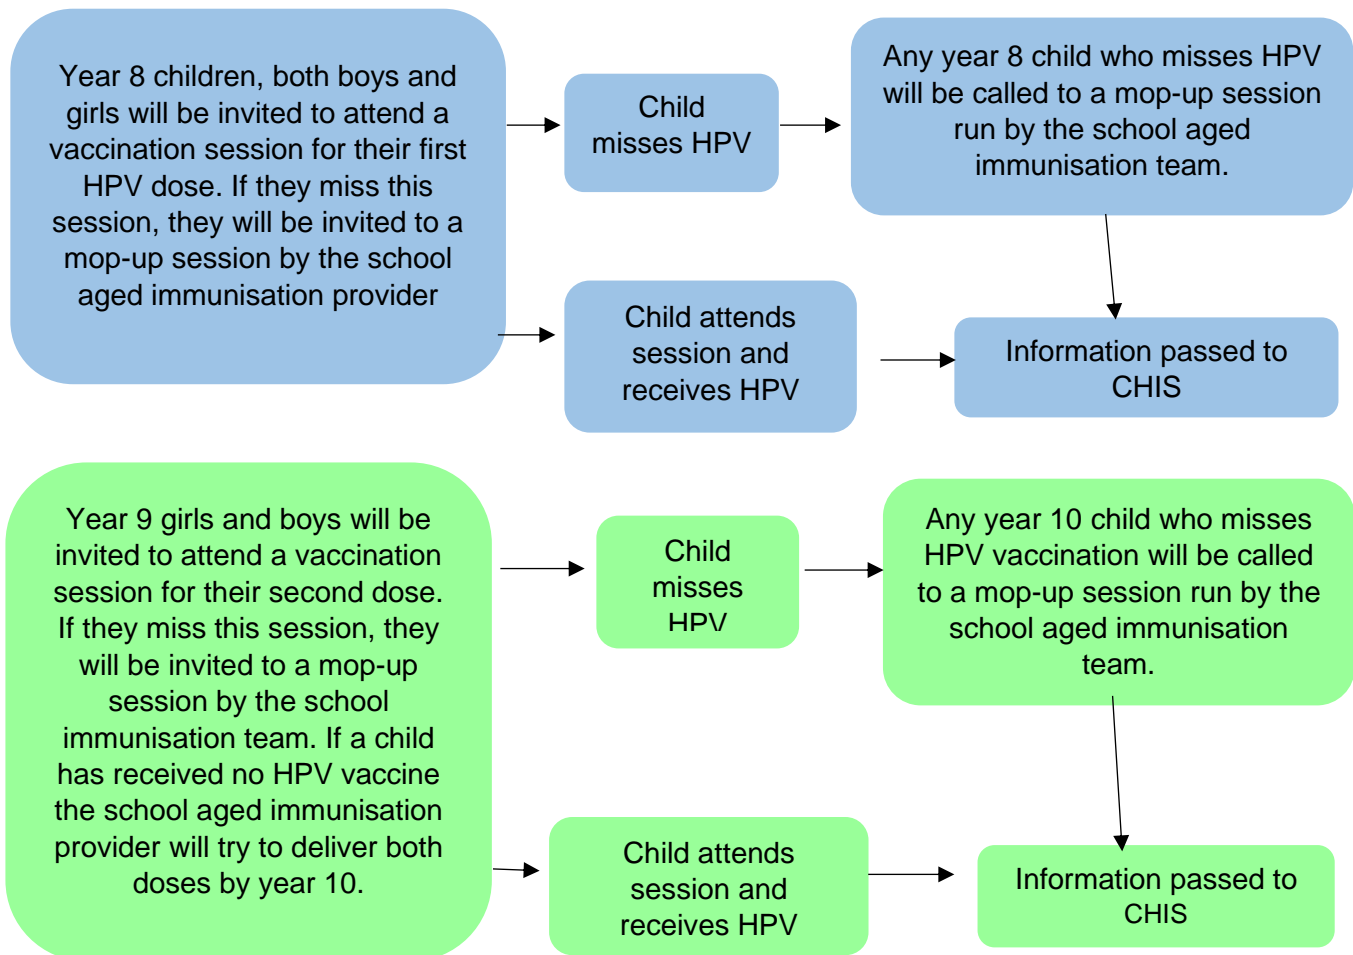 Year 8 children, both boys and
girls will be invited to attend a
vaccination session for their first
HPV dose. If they miss this
session, they will be invited to a
mop-up session by the school
aged immunisation provider
Child
misses HPV
Any year 8 child who misses HPV
will be called to a mop-up session
run by the school aged
immunisation team.
Child attends
session and
receives HPV
Information passed to
CHIS
Year 9 girls and boys will be
invited to attend a vaccination
session for their second dose.
If they miss this session, they
will be invited to a mop-up
session by the school
immunisation team. If a child
has received no HPV vaccine
the school aged immunisation
provider will try to deliver both
doses by year 10.
Child
misses
HPV
Any year 10 child who misses
HPV vaccination will be called
to a mop-up session run by the
school aged immunisation
team.
Child attends
session and
receives HPV
Information passed to
CHIS